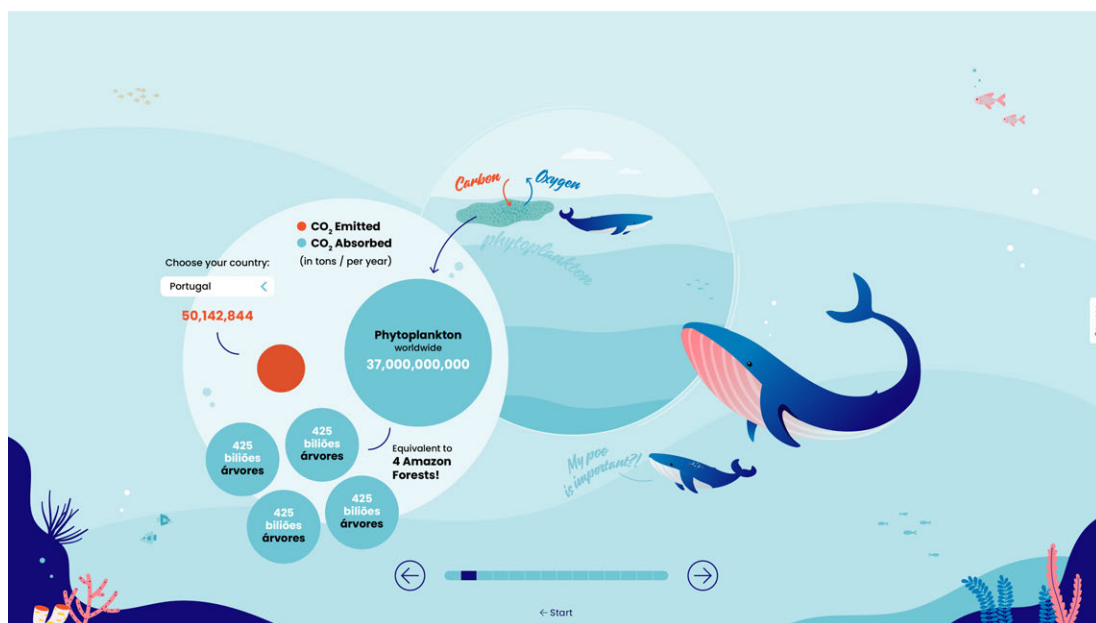 Carbon
Oxygen
phytoplankton
CO₂ Emitted
CO₂ Absorbed
(in tons / per year)
Choose your country:
Portugal
50,142,844
Phytoplankton
worldwide
37,000,000,000
Equivalent to
4 Amazon
Forests!
425
biliões
árvores
425
biliões
árvores
425
biliões
árvores
425
biliões
árvores
My poo
is important?!
← Start